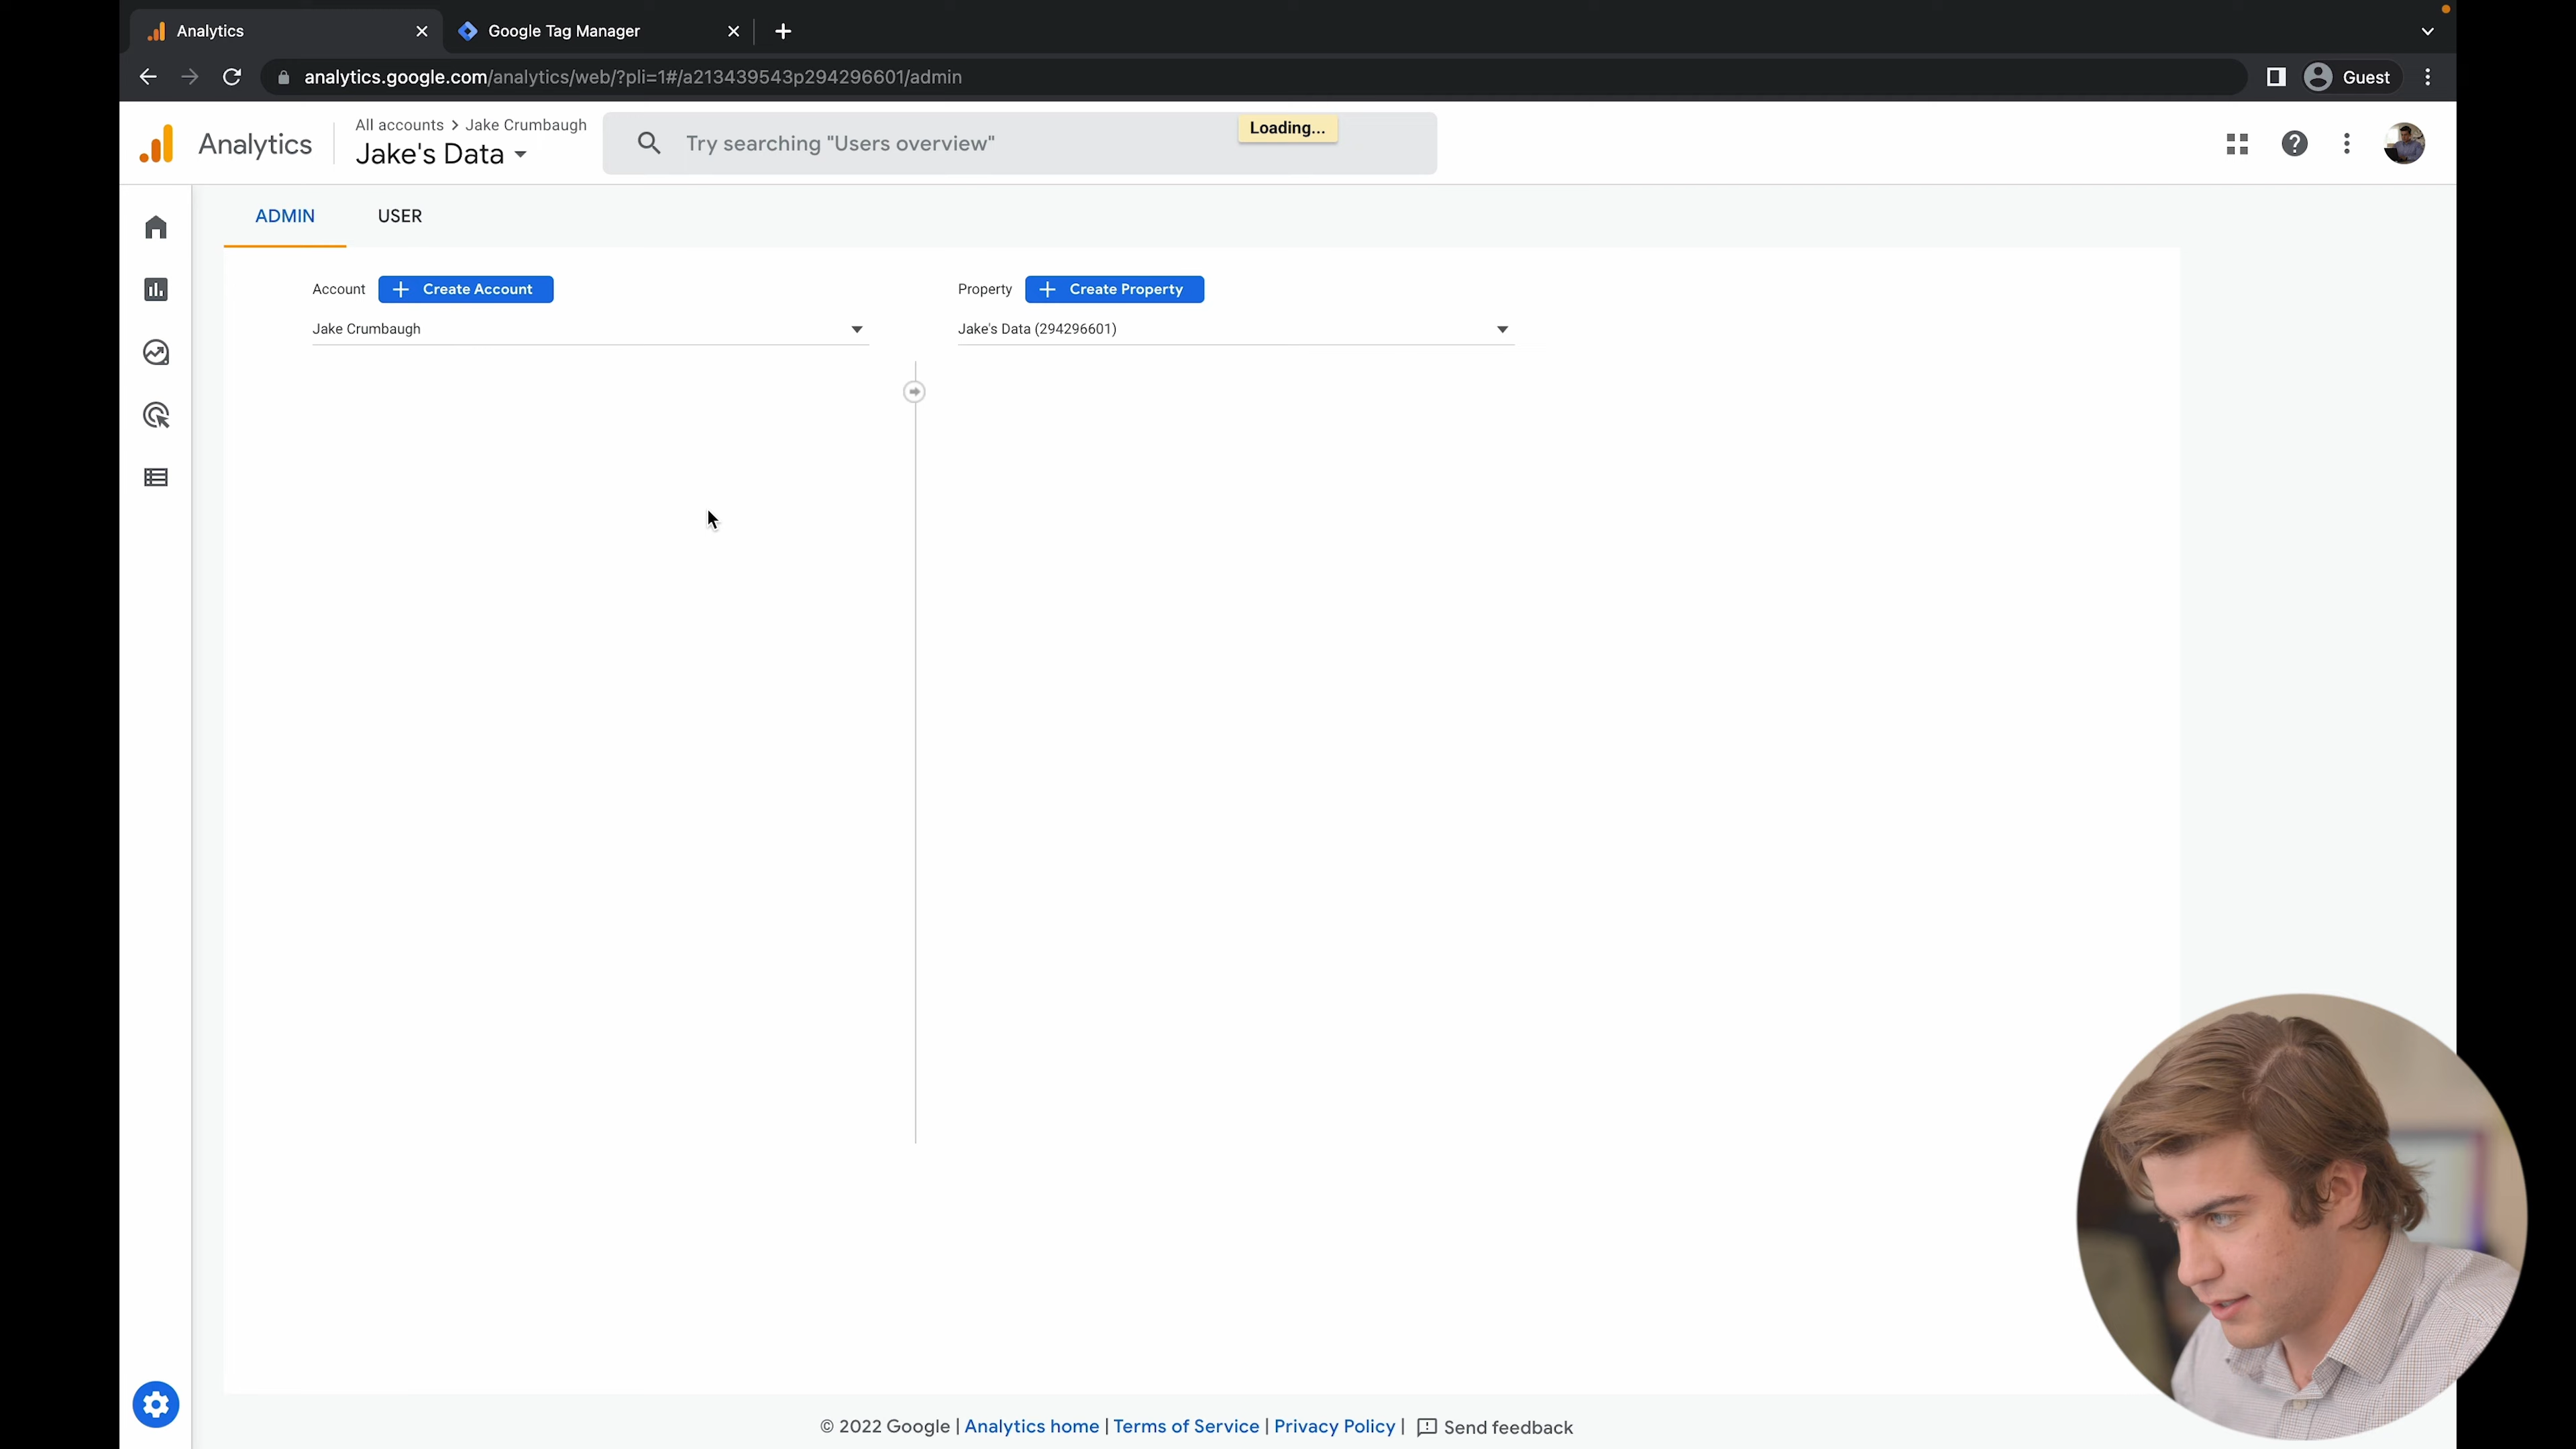 Analytics
Google Tag Manager
analytics.google.com/analytics/web/?pli=1#/a213439543p294296601/admin
Guest
Analytics
All accounts > Jake Crumbaugh
Jake's Data
Try searching "Users overview"
Loading...
ADMIN USER
Account + Create Account
Property + Create Property
Jake Crumbaugh
Jake's Data (294296601)
© 2022 Google | Analytics home | Terms of Service | Privacy Policy | Send feedback